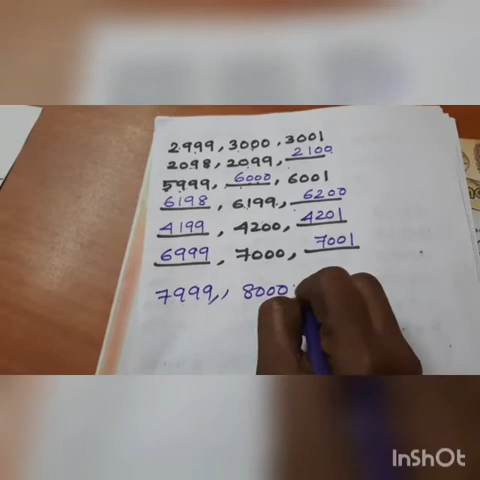 2999, 3000, 3001
2098, 2099, 2100
5999, 6000, 6001
6198, 6199, 6200
4199, 4200, 4201
6999, 7000, 7001
7999,, 8000
InShOt